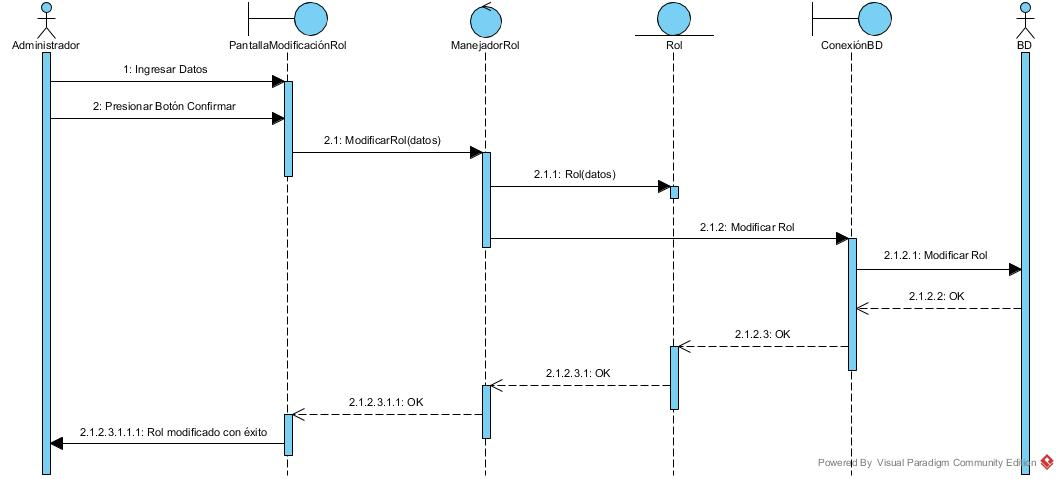 Administrador
PantallaModificaciónRol
ManejadorRol
Rol
ConexiónBD
BD
1: Ingresar Datos
2: Presionar Botón Confirmar
2.1: ModificarRol(datos)
2.1.1: Rol(datos)
2.1.2: Modificar Rol
2.1.2.1: Modificar Rol
2.1.2.2: OK
2.1.2.3: OK
2.1.2.3.1: OK
2.1.2.3.1.1: OK
2.1.2.3.1.1.1: Rol modificado con éxito
Powered By Visual Paradigm Community Edition